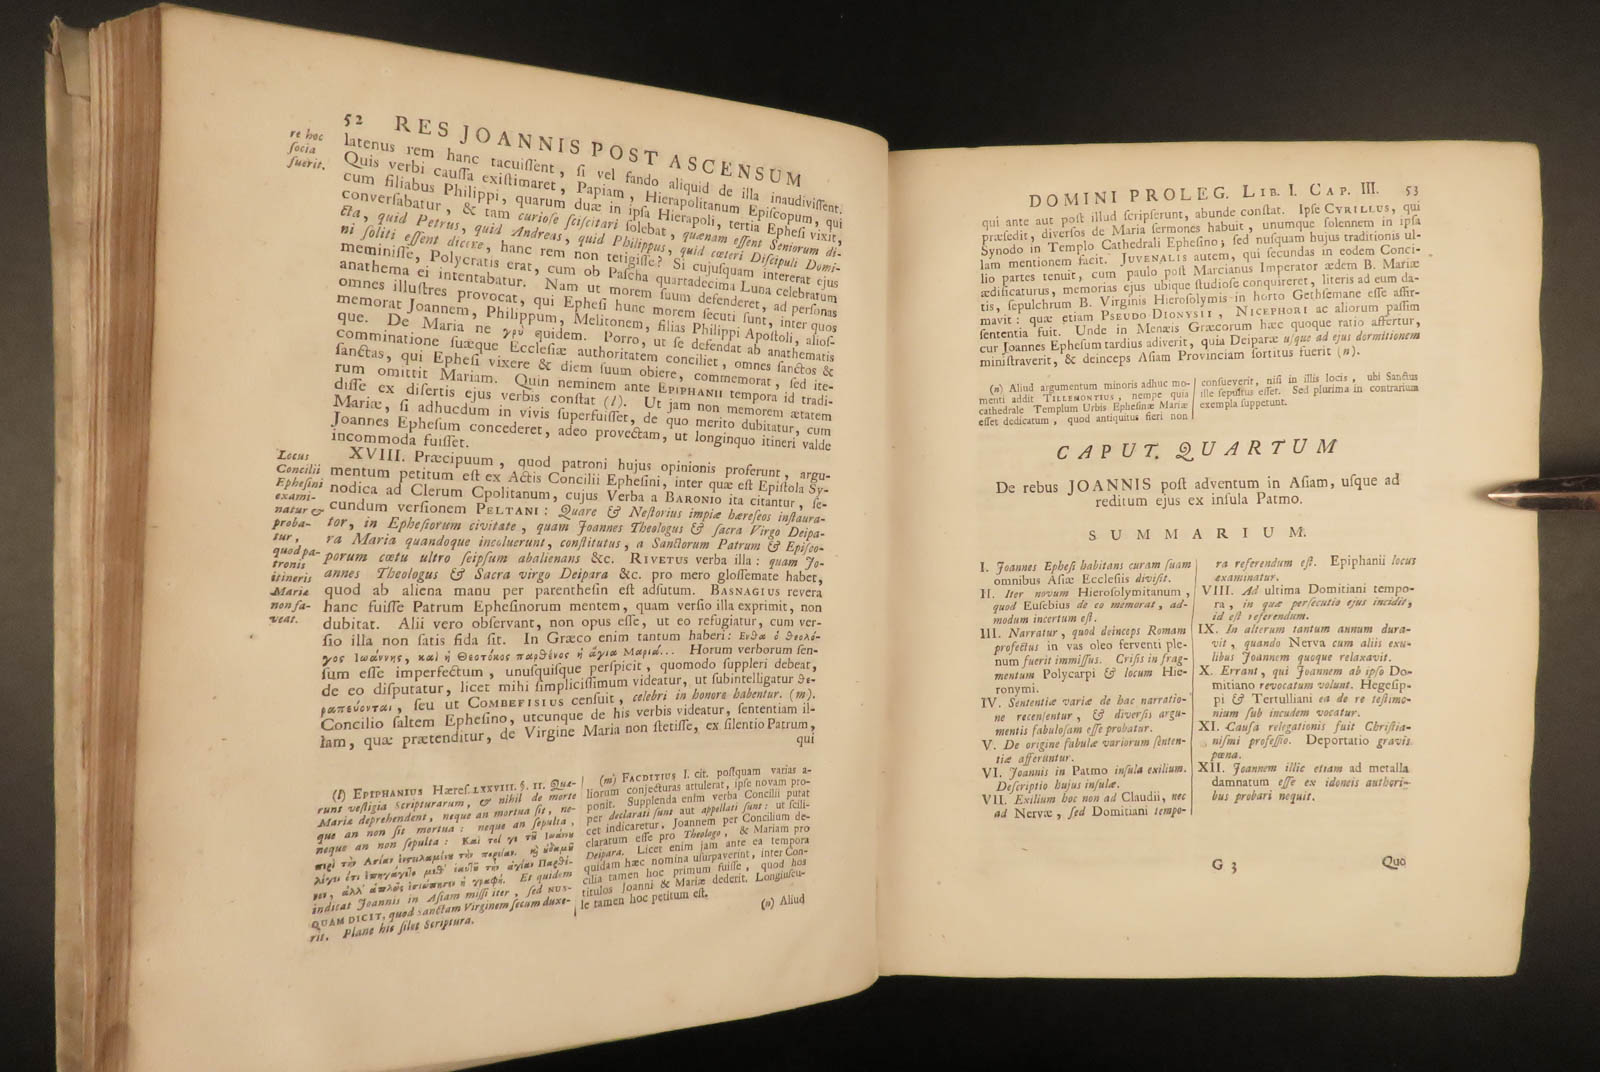 52 RES JOANNIS POST ASCENSUM
re hoc
ſocia
fuerit.
latenus rem hanc tacuiſſent, ſi vel fando aliquid de illa inaudiviſſent.
Quis verbi cauſſa exiſtimaret, Papiam, Hierapolitanum Epiſcopum, qui
cum filiabus Philippi, quarum duæ in ipſa Hierapoli, tertia Epheſi vixit,
converſabatur, & tam curioſe ſciſcitari ſolebat, quænam eſſent Seniorum di-
cta, quid Petrus, quid Andreas, quid Philippus, quid cœteri Diſcipuli Domi-
ni ſoliti eſſent dicere, hanc rem non tetigiſſe? Si cujuſquam intererat ejus
meminiſſe, Polycratis erat, cum ob Paſcha quartadecima Luna celebratum
anathema ei intentabatur. Nam ut morem ſuum defenderet, ad perſonas
omnes illuſtres provocat, qui Epheſi hunc morem ſecuti ſunt, inter quos
memorat Joannem, Philippum, Melitonem, filias Philippi Apoſtoli, alioſ-
que. De Maria ne γρὺ quidem. Porro, ut ſe defendat ab anathematis
comminatione ſuæque Eccleſiæ authoritatem conciliet, omnes ſanctos &
ſanctas, qui Epheſi vixere & diem ſuum obiere, commemorat, ſed ite-
rum omittit Mariam. Quin neminem ante EPIPHANII tempora id tradi-
diſſe ex diſertis ejus verbis conſtat (l). Ut jam non memorem ætatem
Mariæ, ſi adhucdum in vivis ſuperfuiſſet, de quo merito dubitatur, cum
Joannes Epheſum concederet, adeo provectam, ut longinquo itineri valde
incommoda fuiſſet.
Locus
Concilii
Epheſini
exami-
natur &
proba-
tur,
quod pa-
tronis
itineris
Mariæ
non fa-
veat.
XVIII. Præcipuum, quod patroni hujus opinionis proferunt, argu-
mentum petitum eſt ex Actis Concilii Epheſini, inter quæ eſt Epiſtola Sy-
nodica ad Clerum Cpolitanum, cujus Verba a BARONIO ita citantur, ſe-
cundum verſionem PELTANI: Quare & Neſtorius impiæ hæreſeos inſtaura-
tor, in Epheſiorum civitate, quam Joannes Theologus & ſacra Virgo Deipa-
ra Maria quandoque incoluerunt, conſtitutus, a Sanctorum Patrum & Epiſco-
porum cœtu ultro ſeipſum abalienans &c. RIVETUS verba illa: quam Jo-
annes Theologus & Sacra virgo Deipara &c. pro mero gloſſemate habet,
quod ab aliena manu per parentheſin eſt adſutum. BASNAGIUS revera
hanc fuiſſe Patrum Epheſinorum mentem, quam verſio illa exprimit, non
dubitat. Alii vero obſervant, non opus eſſe, ut eo refugiatur, cum ver-
ſio illa non ſatis fida ſit. In Græco enim tantum haberi: Ενθα ὁ θεολό-
γος Ιωάννης, καὶ ἡ Θεοτόκος παρθένος ἡ ἁγία Μαρία... Horum verborum ſen-
ſum eſſe imperfectum, unuſquiſque perſpicit, quomodo ſuppleri debeat,
de eo diſputatur, licet mihi ſimpliciſſimum videatur, ut ſubintelligatur θε-
ραπεύονται, ſeu ut COMBEFISIUS cenſuit, celebri in honore habentur. (m).
Concilio ſaltem Epheſino, utcunque de his verbis videatur, ſententiam il-
lam, quæ prætenditur, de Virgine Maria non ſtetiſſe, ex ſilentio Patrum,
qui
(l) EPIPHANIUS Hæreſ. LXXVIII. §. II. Quæ-
runt veſtigia Scripturarum, & nihil de morte
Mariæ deprehendent, neque an mortua ſit, ne-
que an non ſit mortua: neque an ſepulta,
neque an non ſepulta:
indicat Joannis in Aſiam miſſi iter, ſed NUS-
QUAM DICIT, quod Sanctam Virginem ſecum duxe-
rit. Plane hic ſilet Scriptura.
(m) FACDITIUS l. cit. poſtquam varias a-
liorum conjecturas attulerat, ipſe novam pro-
ponit. Supplenda enim verba Concilii putat
per declarati ſunt aut appellati ſunt: ut ſcili-
cet indicaretur, Joannem per Concilium de-
claratum eſſe pro Theologo, & Mariam pro
Deipara. Licet enim jam ante ea tempora
quidam hæc nomina uſurpaverint, inter Con-
cilia tamen hoc primum fuiſſe, quod hos
titulos Joanni & Mariæ dederit. Longiuſcu-
le tamen hoc petitum eſt.
(n) Aliud
DOMINI PROLEG. LIB. I. CAP. III. 53
qui ante aut poſt illud ſcripſerunt, abunde conſtat. Ipſe CYRILLUS, qui
præſedit, diverſos de Maria ſermones habuit, unumque ſolennem in ipſa
Synodo in Templo Cathedrali Epheſino; ſed nuſquam hujus traditionis ul-
lam mentionem facit. JUVENALIS autem, qui ſecundas in eodem Conci-
lio partes tenuit, cum paulo poſt Marcianus Imperator ædem B. Mariæ
ædificaturus, memorias ejus ubique ſtudioſe conquireret, literis ad eum da-
tis, ſepulchrum B. Virginis Hieroſolymis in horto Gethſemane eſſe affir-
mavit: quæ etiam PSEUDO DIONYSII, NICEPHORI ac aliorum paſſim
ſententia fuit. Unde in Menæis Græcorum hæc quoque ratio affertur,
cur Joannes Epheſum tardius adiverit, quia Deiparæ uſque ad ejus dormitionem
miniſtraverit, & deinceps Aſiam Provinciam ſortitus fuerit (n).
(n) Aliud argumentum minoris adhuc mo-
menti addit TILLEMONTIUS, nempe quia
cathedrale Templum Urbis Epheſinæ Mariæ
eſſet dedicatum, quod antiquitus fieri non
conſueverit, niſi in illis locis, ubi Sanctus
ille ſepultus eſſet. Sed plurima in contrarium
exempla ſuppetunt.
CAPUT. QUARTUM
De rebus JOANNIS poſt adventum in Aſiam, uſque ad
reditum ejus ex inſula Patmo.
SUMMARIUM.
I. Joannes Epheſi habitans curam ſuam
omnibus Aſiæ Eccleſiis diviſit.
II. Iter novum Hieroſolymitanum,
quod Euſebius de eo memorat, ad-
modum incertum eſt.
III. Narratur, quod deinceps Romam
profectus in vas oleo ferventi ple-
num fuerit immiſſus. Criſis in frag-
mentum Polycarpi & locum Hie-
ronymi.
IV. Sententiæ variæ de hac narratio-
ne recenſentur, & diverſis argu-
mentis fabuloſam eſſe probatur.
V. De origine fabulæ variorum ſenten-
tiæ afferuntur.
VI. Joannis in Patmo inſula exilium.
Deſcriptio hujus inſulæ.
VII. Exilium hoc non ad Claudii, nec
ad Nervæ, ſed Domitiani tempo-
ra referendum eſt. Epiphanii locus
examinatur.
VIII. Ad ultima Domitiani tempo-
ra, in quæ perſecutio ejus incidit,
id eſt referendum.
IX. In alterum tantum annum dura-
vit, quando Nerva cum aliis exu-
libus Joannem quoque relaxavit.
X. Errant, qui Joannem ab ipſo Do-
mitiano revocatum volunt. Hegeſip-
pi & Tertulliani ea de re teſtimo-
nium ſub incudem vocatur.
XI. Cauſa relegationis fuit Chriſtia-
niſmi profeſſio. Deportatio gravis
pœna.
XII. Joannem illic etiam ad metalla
damnatum eſſe ex idoneis authori-
bus probari nequit.
G 3
Quo